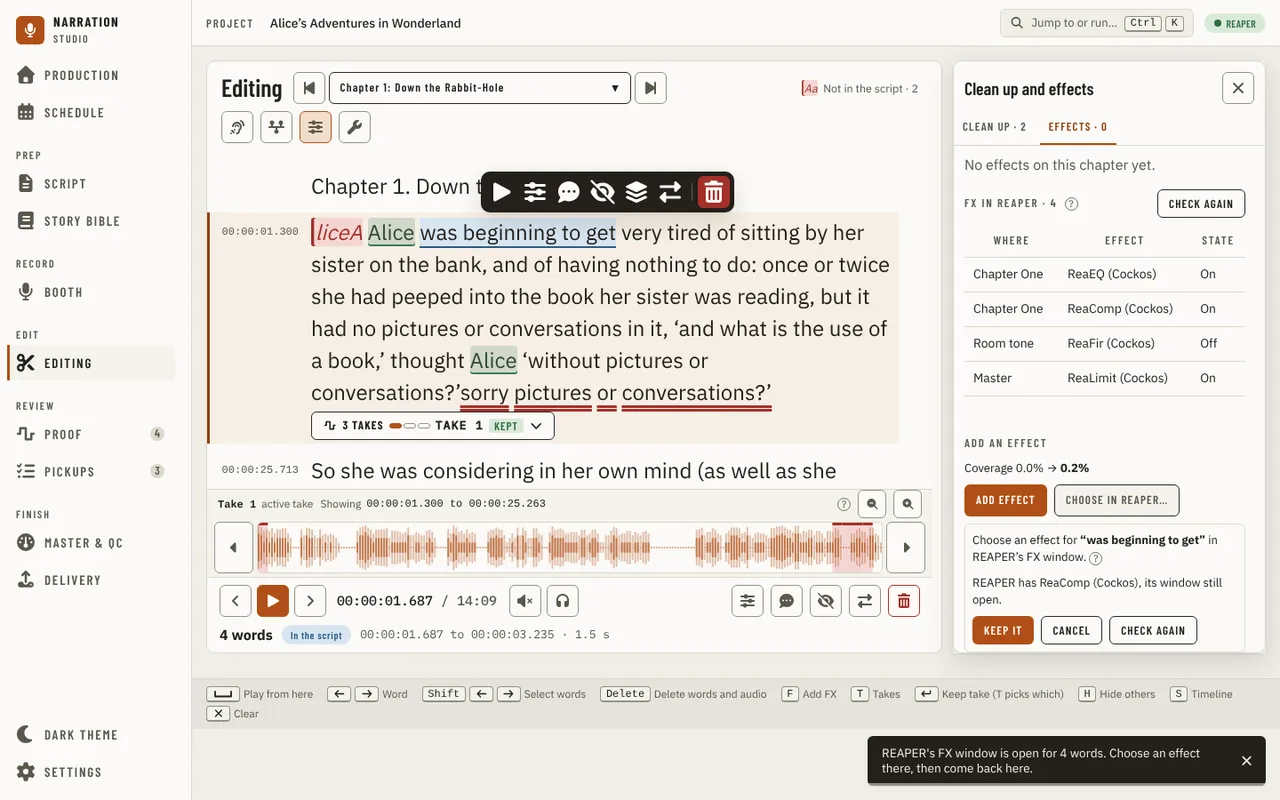 NARRATION
STUDIO
PRODUCTION
SCHEDULE
PREP
SCRIPT
STORY BIBLE
RECORD
BOOTH
EDIT
EDITING
REVIEW
PROOF 4
PICKUPS 3
FINISH
MASTER & QC
DELIVERY
DARK THEME
SETTINGS
PROJECT Alice's Adventures in Wonderland
Jump to or run... Ctrl K
REAPER
Editing
Chapter 1: Down the Rabbit-Hole
Aa Not in the script · 2
Chapter 1. Down t
00:00:01.300 liceA Alice was beginning to get very tired of sitting by her
sister on the bank, and of having nothing to do: once or twice
she had peeped into the book her sister was reading, but it
had no pictures or conversations in it, ‘and what is the use of
a book,’ thought Alice ‘without pictures or
conversations?’sorry pictures or conversations?’
3 TAKES TAKE 1 KEPT
00:00:25.713 So she was considering in her own mind (as well as she
Take 1 active take Showing 00:00:01.300 to 00:00:25.263 ?
00:00:01.687 / 14:09
4 words In the script 00:00:01.687 to 00:00:03.235 · 1.5 s
Clean up and effects
CLEAN UP · 2 EFFECTS · 0
No effects on this chapter yet.
FX IN REAPER · 4 ? CHECK AGAIN
WHERE EFFECT STATE
Chapter One ReaEQ (Cockos) On
Chapter One ReaComp (Cockos) On
Room tone ReaFir (Cockos) Off
Master ReaLimit (Cockos) On
ADD AN EFFECT
Coverage 0.0% → 0.2%
ADD EFFECT CHOOSE IN REAPER...
Choose an effect for “was beginning to get” in
REAPER's FX window. ?
REAPER has ReaComp (Cockos), its window still
open.
KEEP IT CANCEL CHECK AGAIN
Play from here ← → Word Shift ← → Select words Delete Delete words and audio F Add FX T Takes ↵ Keep take (T picks which) H Hide others S Timeline
✕ Clear
REAPER's FX window is open for 4 words. Choose an effect
there, then come back here.